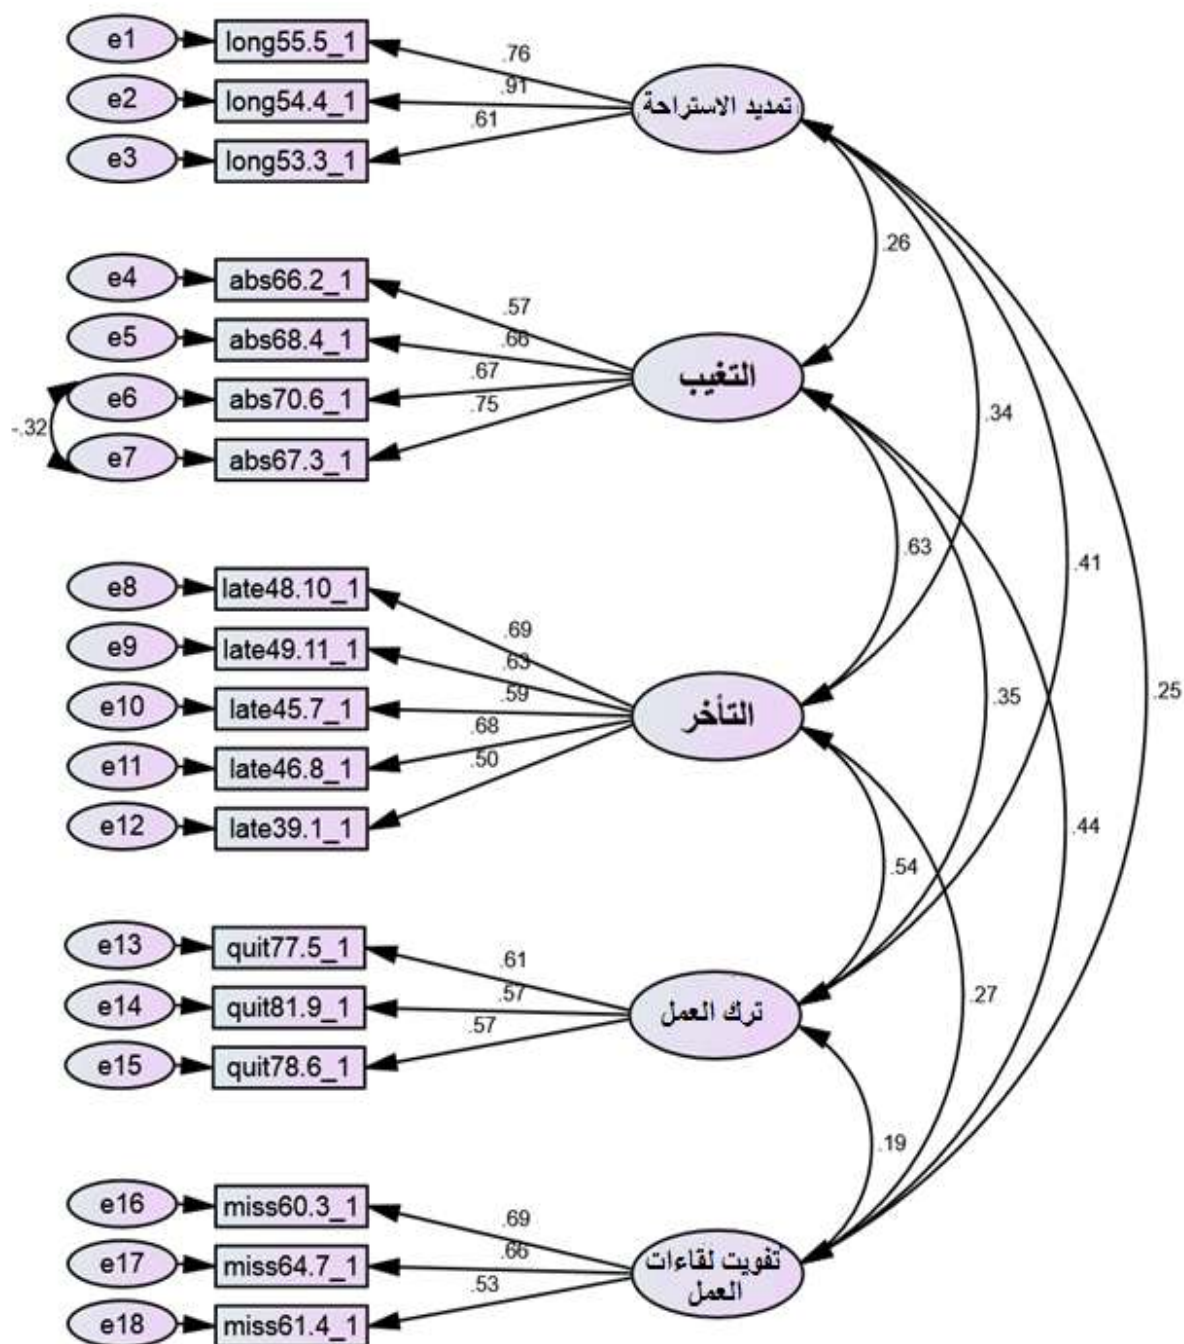 e1 long55.5_1
.76
e2 long54.4_1
.91
تمديد الاستراحة
e3 long53.3_1
.61
.26
e4 abs66.2_1
.57
e5 abs68.4_1
.66
e6 abs70.6_1
.67
التغيب
-.32
e7 abs67.3_1
.75
.34
.63
.41
e8 late48.10_1
.69
e9 late49.11_1
.63
e10 late45.7_1
.59
التأخر
.35
.25
e11 late46.8_1
.68
e12 late39.1_1
.50
.44
.54
e13 quit77.5_1
.61
e14 quit81.9_1
.57
ترك العمل
.27
e15 quit78.6_1
.57
.19
e16 miss60.3_1
.69
e17 miss64.7_1
.66
تفويت لقاءات
العمل
e18 miss61.4_1
.53